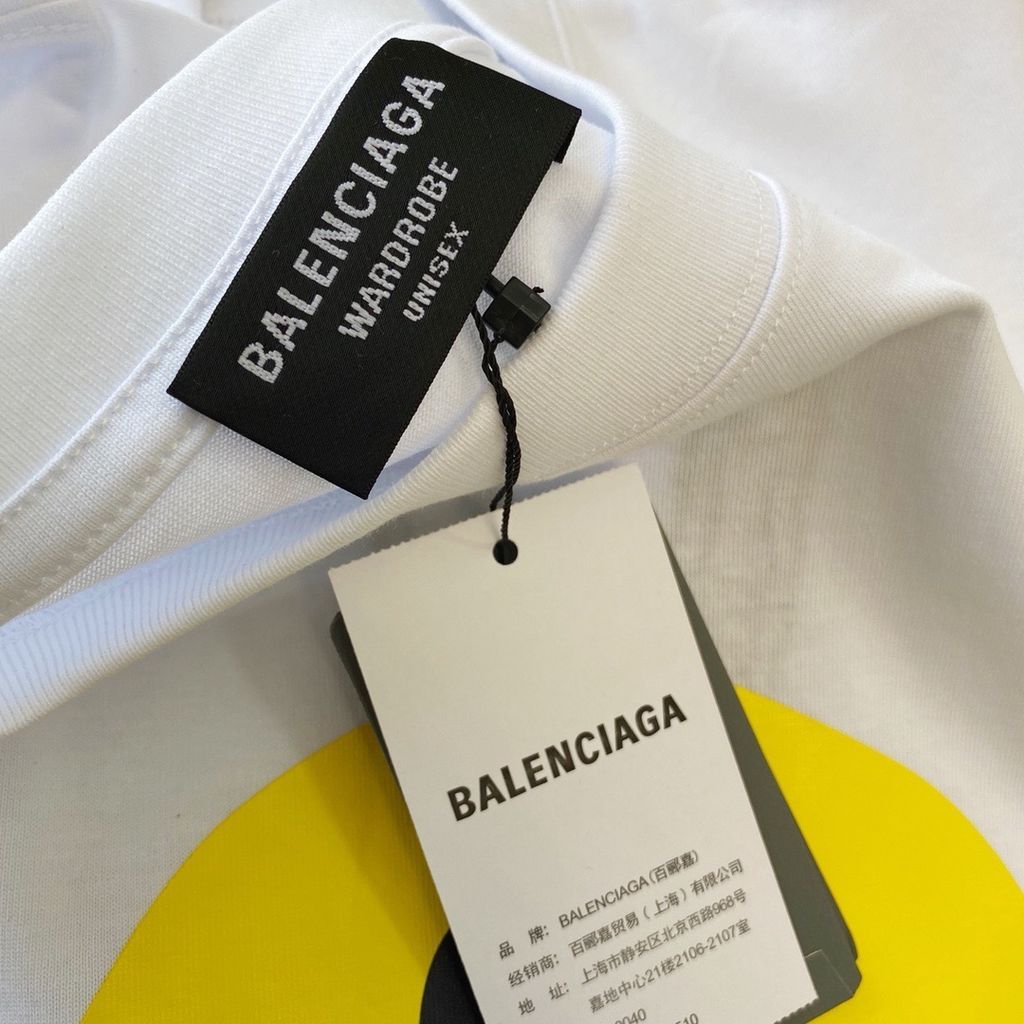 BALENCIAGA
WARDROBE
UNISEX
BALENCIAGA
品 牌: BALENCIAGA(百郦嘉)
经销商: 百郦嘉贸易(上海)有限公司
地 址: 上海市静安区北京西路968号
嘉地中心21楼2106-2107室
0040
510